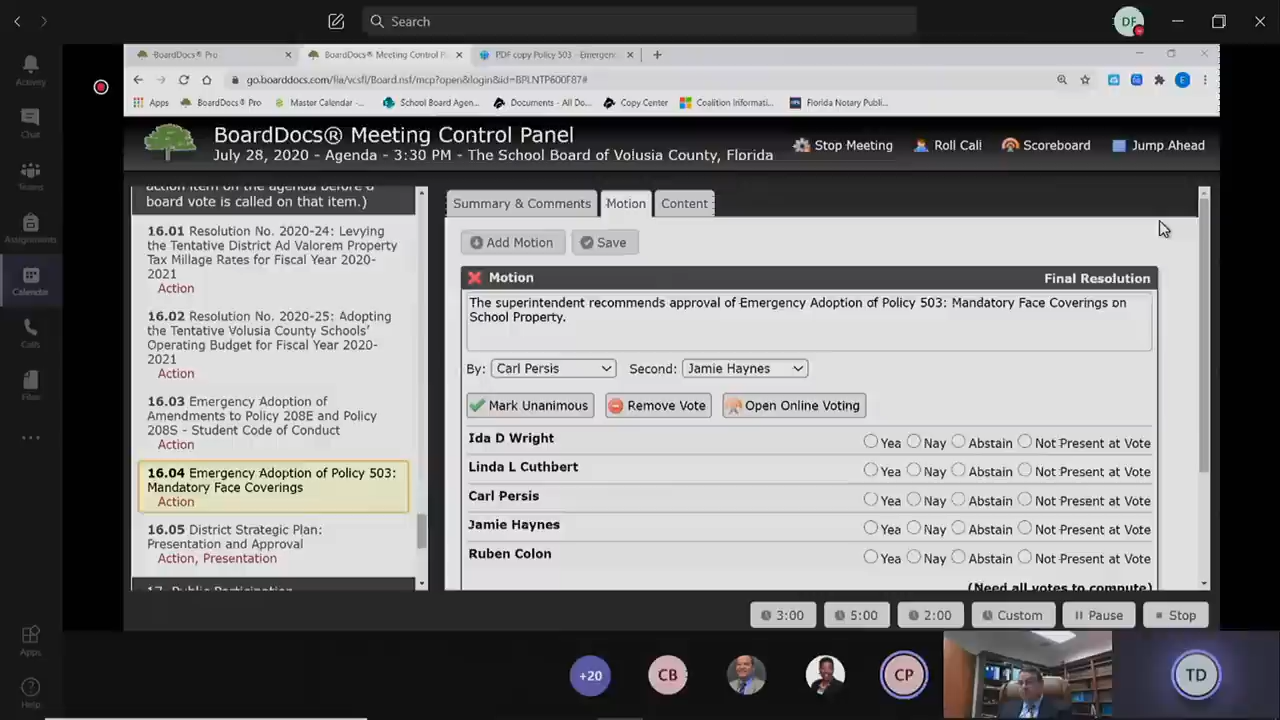 Search
DF
BoardDocs® Pro
BoardDocs® Meeting Control P
PDF copy Policy 503 - Emergen
go.boarddocs.com/fla/vcsfl/Board.nsf/mcp?open&login&id=BPLNTP600F87#
E
Apps
BoardDocs® Pro
Master Calendar -...
School Board Agen...
Documents - All Do...
Copy Center
Coalition Informati...
Florida Notary Publi...
Activity
Chat
Teams
Assignments
Calendar
Calls
Files
Apps
Help
BoardDocs® Meeting Control Panel
July 28, 2020 - Agenda - 3:30 PM - The School Board of Volusia County, Florida
Stop Meeting
Roll Call
Scoreboard
Jump Ahead
action item on the agenda before a
board vote is called on that item.)
16.01 Resolution No. 2020-24: Levying
the Tentative District Ad Valorem Property
Tax Millage Rates for Fiscal Year 2020-
2021
Action
16.02 Resolution No. 2020-25: Adopting
the Tentative Volusia County Schools'
Operating Budget for Fiscal Year 2020-
2021
Action
16.03 Emergency Adoption of
Amendments to Policy 208E and Policy
208S - Student Code of Conduct
Action
16.04 Emergency Adoption of Policy 503:
Mandatory Face Coverings
Action
16.05 District Strategic Plan:
Presentation and Approval
Action, Presentation
17. Public Participation
Summary & Comments
Motion
Content
Add Motion
Save
Motion
Final Resolution
The superintendent recommends approval of Emergency Adoption of Policy 503: Mandatory Face Coverings on
School Property.
By: Carl Persis
Second: Jamie Haynes
Mark Unanimous
Remove Vote
Open Online Voting
Ida D Wright Yea Nay Abstain Not Present at Vote
Linda L Cuthbert Yea Nay Abstain Not Present at Vote
Carl Persis Yea Nay Abstain Not Present at Vote
Jamie Haynes Yea Nay Abstain Not Present at Vote
Ruben Colon Yea Nay Abstain Not Present at Vote
(Need all votes to compute)
3:00
5:00
2:00
Custom
Pause
Stop
+20
CB
CP
TD